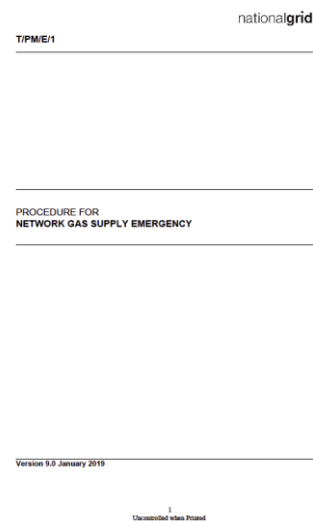 nationalgrid
T/PM/E/1
PROCEDURE FOR
NETWORK GAS SUPPLY EMERGENCY
Version 9.0 January 2019
1
Uncontrolled when Printed